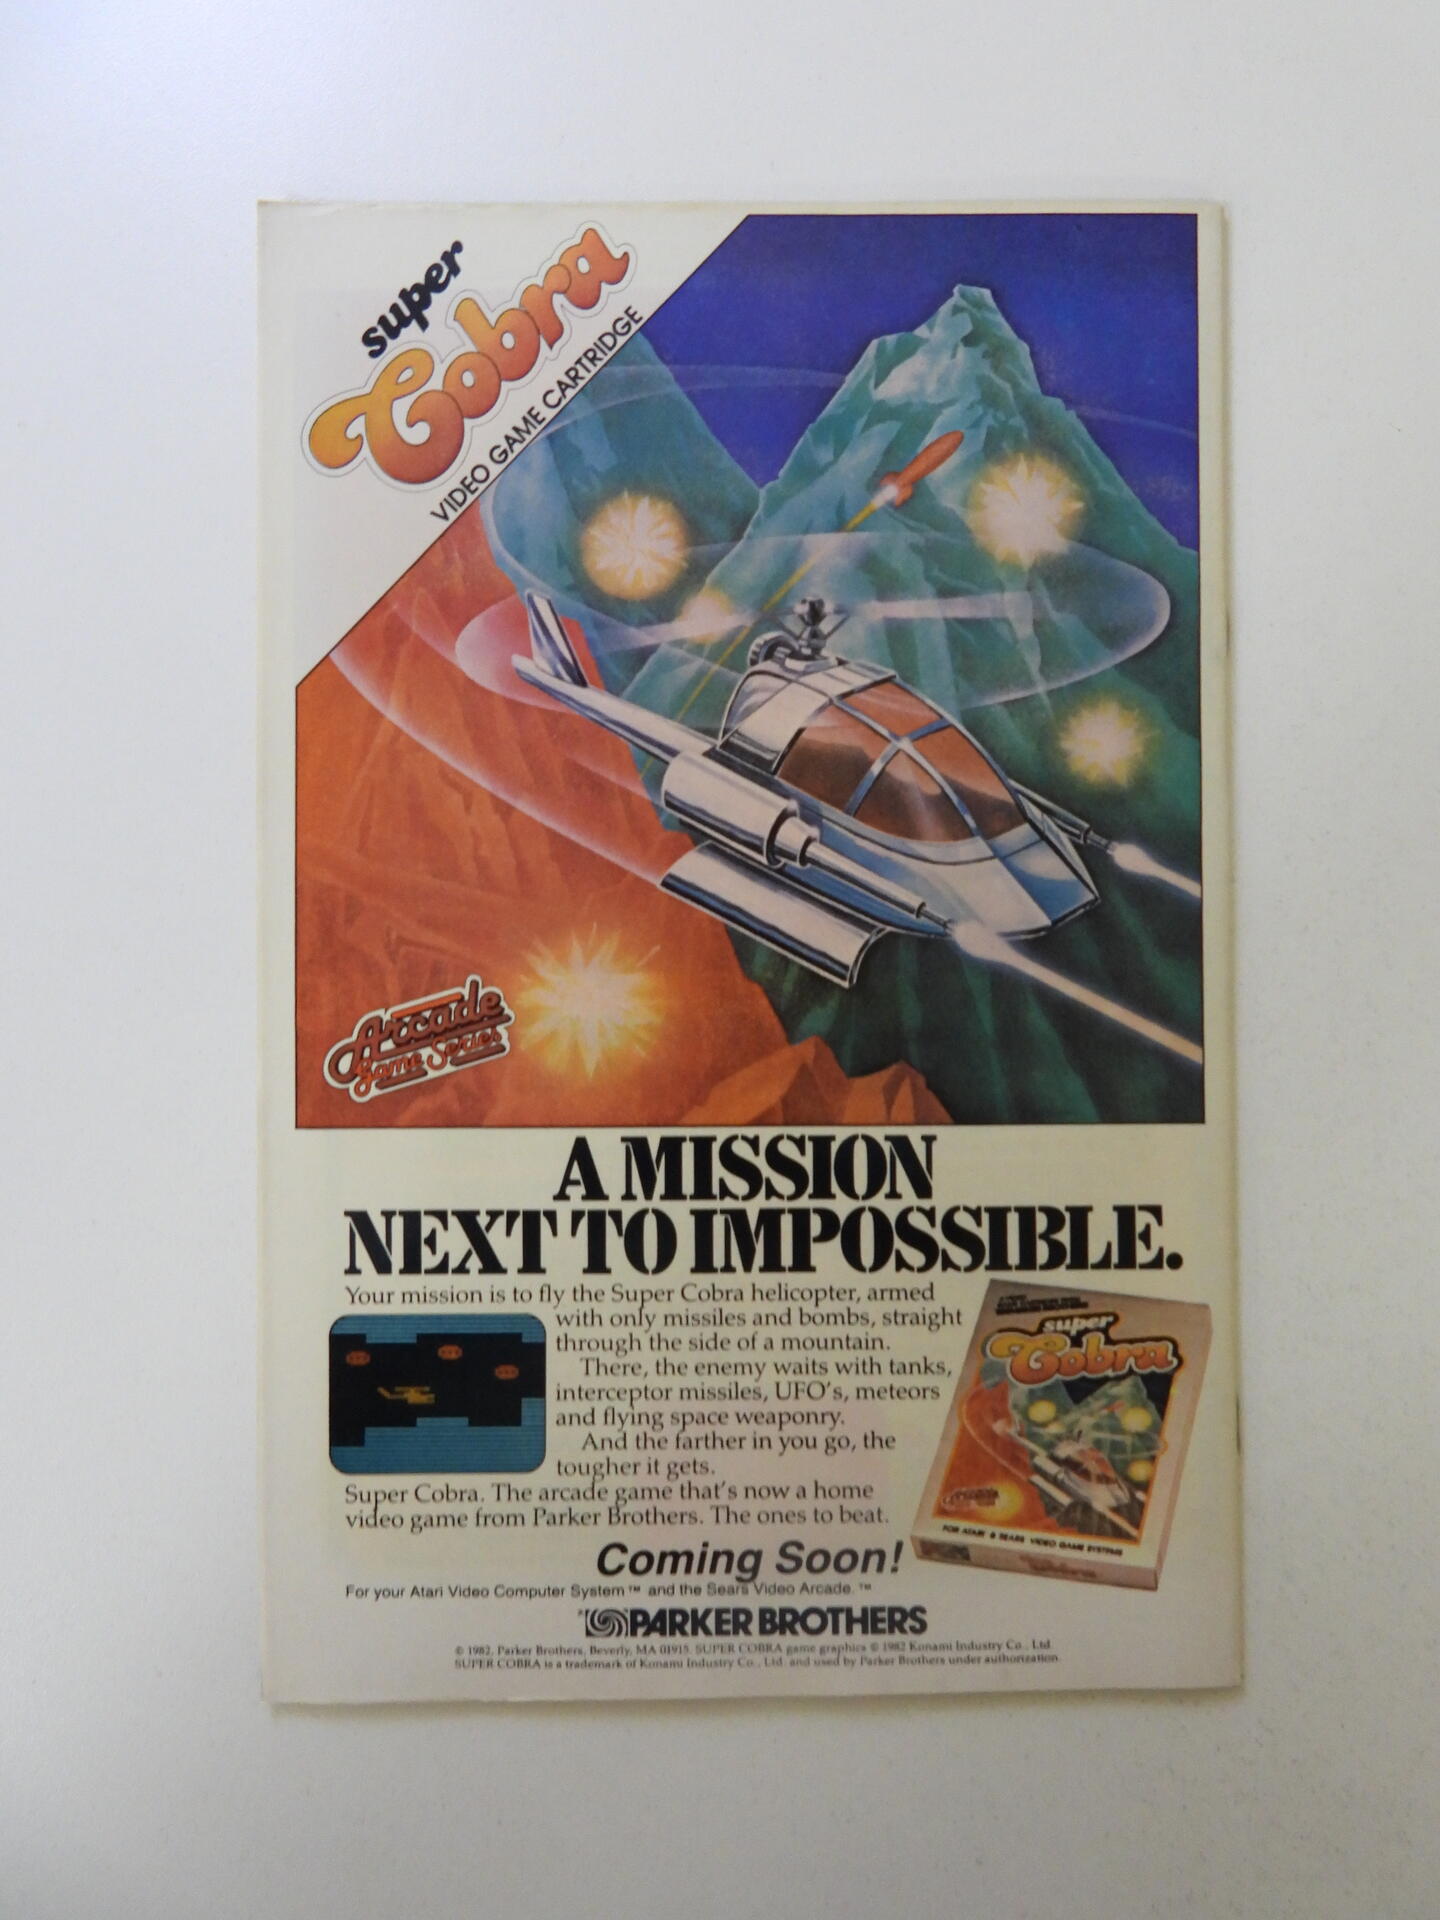 super
Cobra
VIDEO GAME CARTRIDGE
Arcade
Game Series
A MISSION
NEXT TO IMPOSSIBLE.
Your mission is to fly the Super Cobra helicopter, armed
with only missiles and bombs, straight
through the side of a mountain.
There, the enemy waits with tanks,
interceptor missiles, UFO's, meteors
and flying space weaponry.
And the farther in you go, the
tougher it gets.
Super Cobra. The arcade game that's now a home
video game from Parker Brothers. The ones to beat.
super
Cobra
FOR ATARI & SEARS VIDEO GAME SYSTEMS
Coming Soon!
For your Atari Video Computer System™ and the Sears Video Arcade.™
PARKER BROTHERS
© 1982, Parker Brothers, Beverly, MA 01915. SUPER COBRA game graphics © 1982 Konami Industry Co., Ltd.
SUPER COBRA is a trademark of Konami Industry Co., Ltd. and used by Parker Brothers under authorization.